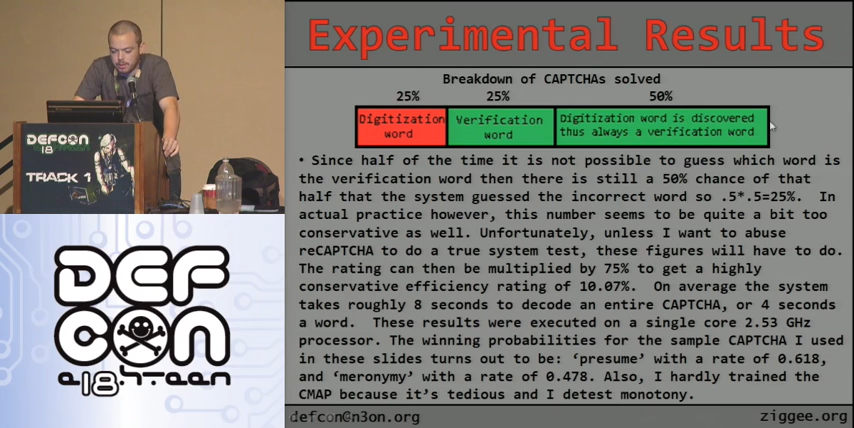 Experimental Results
Breakdown of CAPTCHAs solved
25% 25% 50%
Digitization word
Verification word
Digitization word is discovered
thus always a verification word
• Since half of the time it is not possible to guess which word is
the verification word then there is still a 50% chance of that
half that the system guessed the incorrect word so .5*.5=25%. In
actual practice however, this number seems to be quite a bit too
conservative as well. Unfortunately, unless I want to abuse
reCAPTCHA to do a true system test, these figures will have to do.
The rating can then be multiplied by 75% to get a highly
conservative efficiency rating of 10.07%. On average the system
takes roughly 8 seconds to decode an entire CAPTCHA, or 4 seconds
a word. These results were executed on a single core 2.53 GHz
processor. The winning probabilities for the sample CAPTCHA I used
in these slides turns out to be: ‘presume’ with a rate of 0.618,
and ‘meronymy’ with a rate of 0.478. Also, I hardly trained the
CMAP because it’s tedious and I detest monotony.
defcon@n3on.org
ziggee.org
DEFCON
18
TRACK 1
DEF
CON
e18hteen